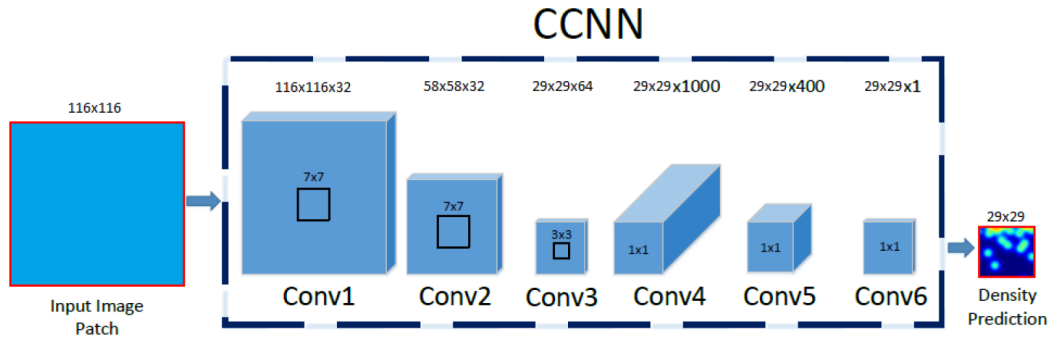 CCNN
116x116
116x116x32
58x58x32
29x29x64
29x29x1000
29x29x400
29x29x1
7x7
7x7
3x3
1x1
1x1
1x1
29x29
Conv1
Conv2
Conv3
Conv4
Conv5
Conv6
Input Image
Patch
Density
Prediction